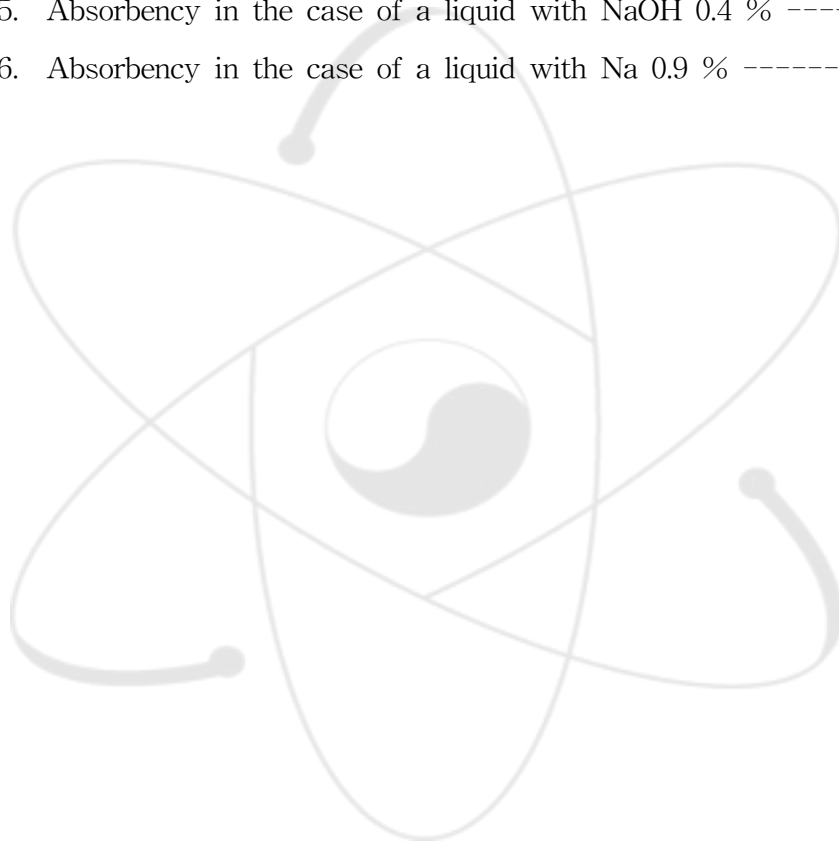 5. Absorbency in the case of a liquid with NaOH 0.4 % ----
6. Absorbency in the case of a liquid with Na 0.9 % ------